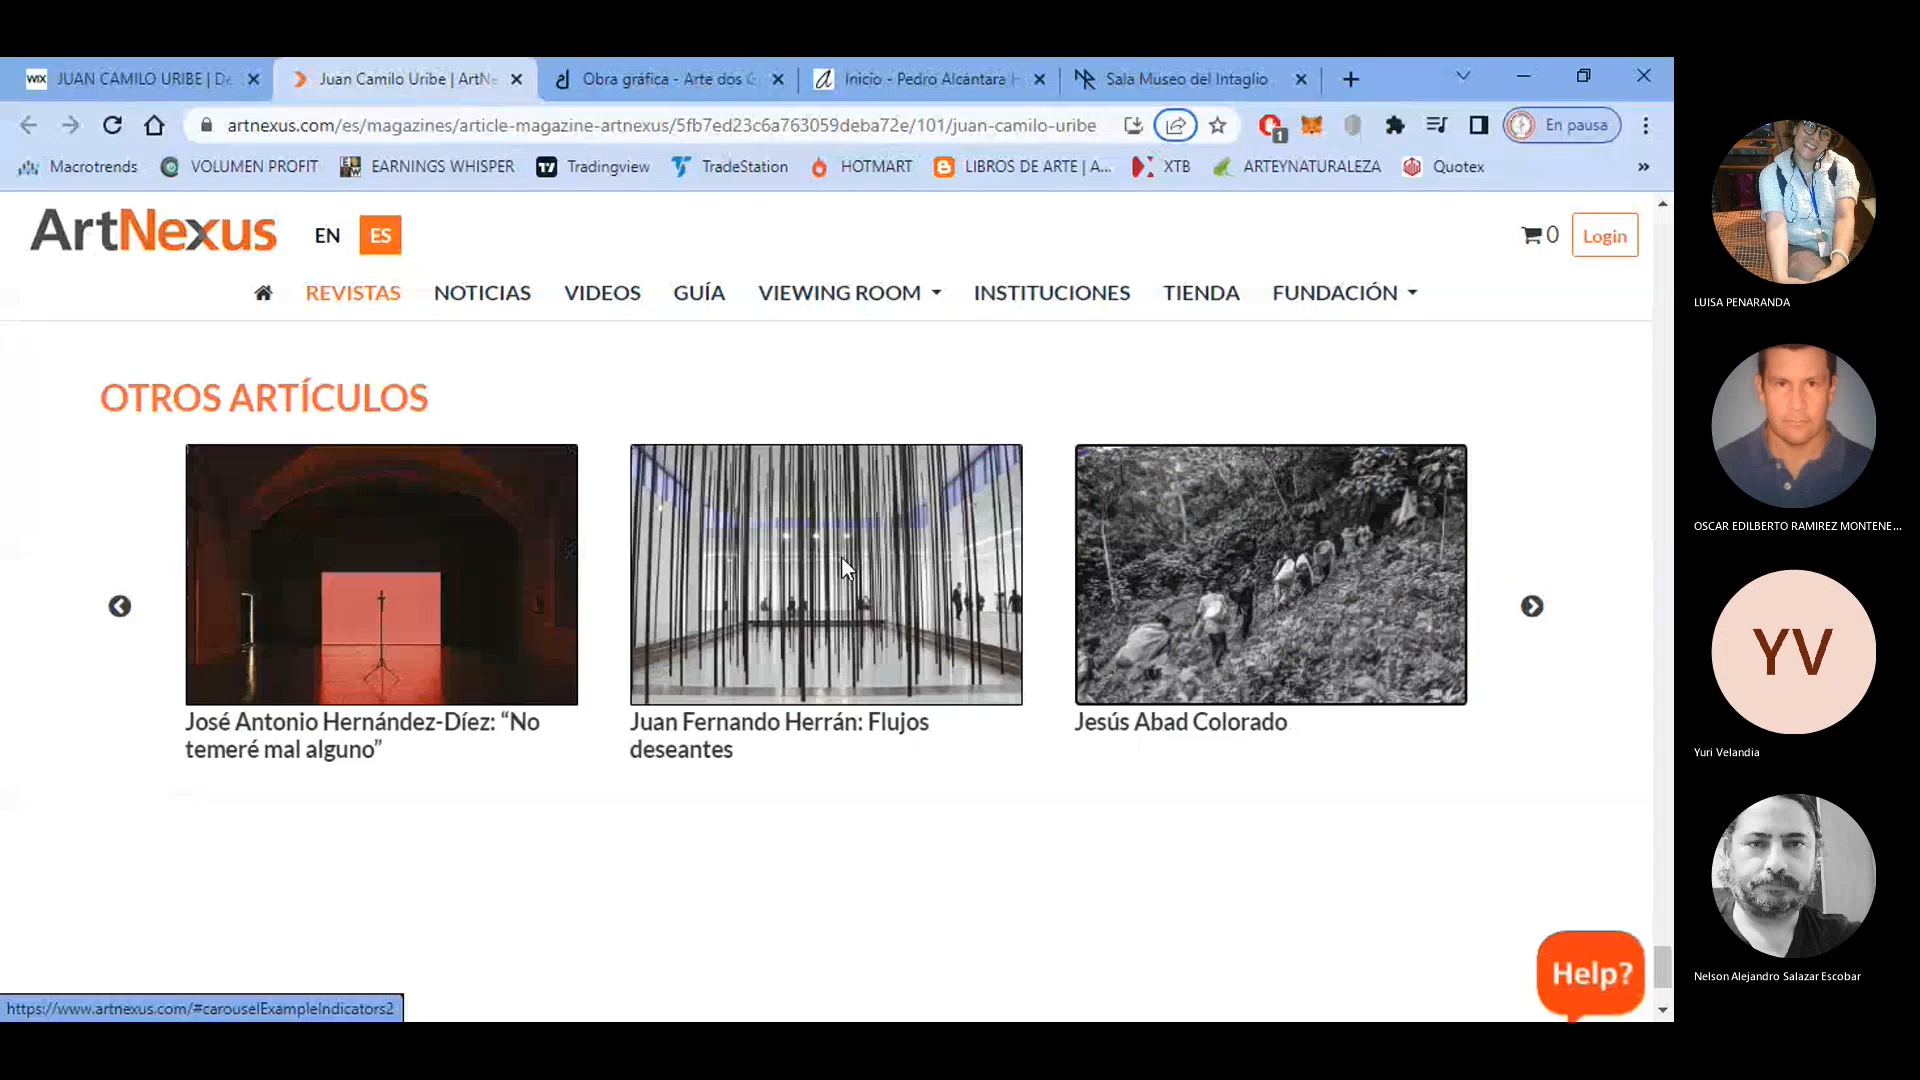 WIX JUAN CAMILO URIBE | De
Juan Camilo Uribe | ArtNe
Obra gráfica - Arte dos G
Inicio - Pedro Alcántara H
Sala Museo del Intaglio
artnexus.com/es/magazines/article-magazine-artnexus/5fb7ed23c6a763059deba72e/101/juan-camilo-uribe
1
En pausa
Macrotrends
VOLUMEN PROFIT
EARNINGS WHISPER
Tradingview
TradeStation
HOTMART
LIBROS DE ARTE | A...
XTB
ARTEYNATURALEZA
Quotex
»
ArtNexus
EN
ES
0
Login
REVISTAS
NOTICIAS
VIDEOS
GUÍA
VIEWING ROOM
INSTITUCIONES
TIENDA
FUNDACIÓN
OTROS ARTÍCULOS
José Antonio Hernández-Díez: “No
temeré mal alguno”
Juan Fernando Herrán: Flujos
deseantes
Jesús Abad Colorado
Help?
https://www.artnexus.com/#carouselExampleIndicators2
LUISA PENARANDA
OSCAR EDILBERTO RAMIREZ MONTENE...
YV
Yuri Velandia
Nelson Alejandro Salazar Escobar